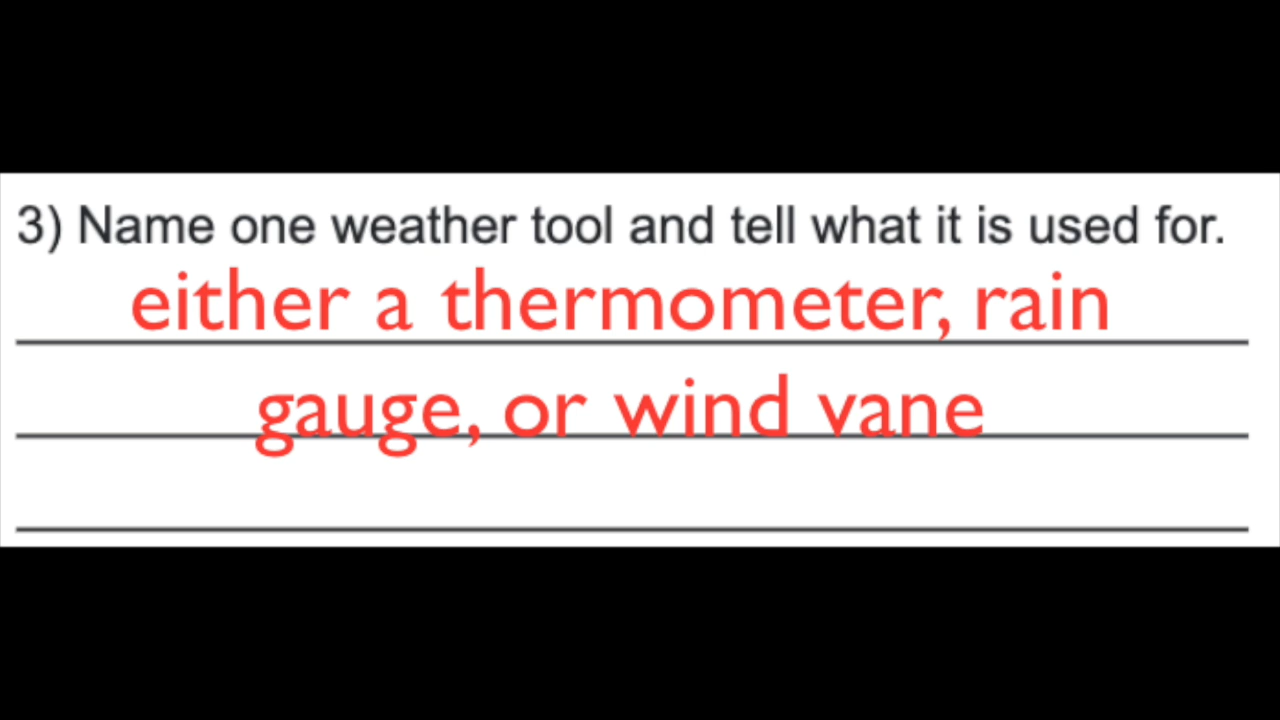 3) Name one weather tool and tell what it is used for.
either a thermometer, rain
gauge, or wind vane